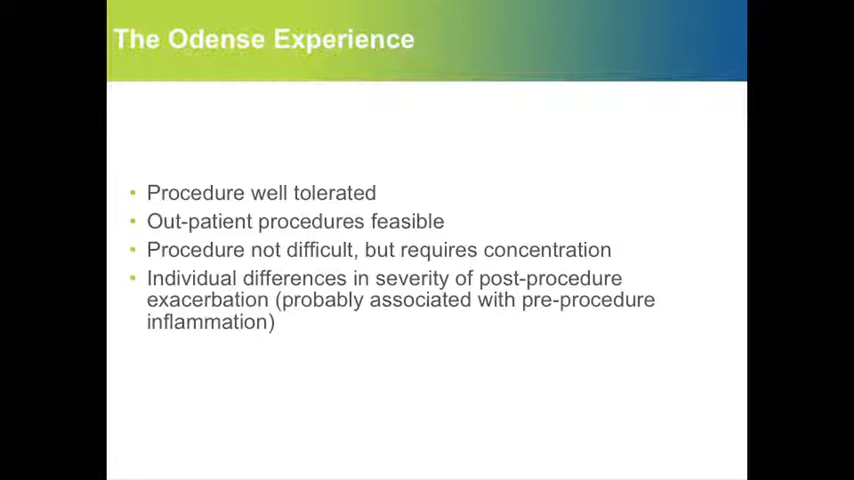 The Odense Experience
• Procedure well tolerated
• Out-patient procedures feasible
• Procedure not difficult, but requires concentration
• Individual differences in severity of post-procedure
exacerbation (probably associated with pre-procedure
inflammation)